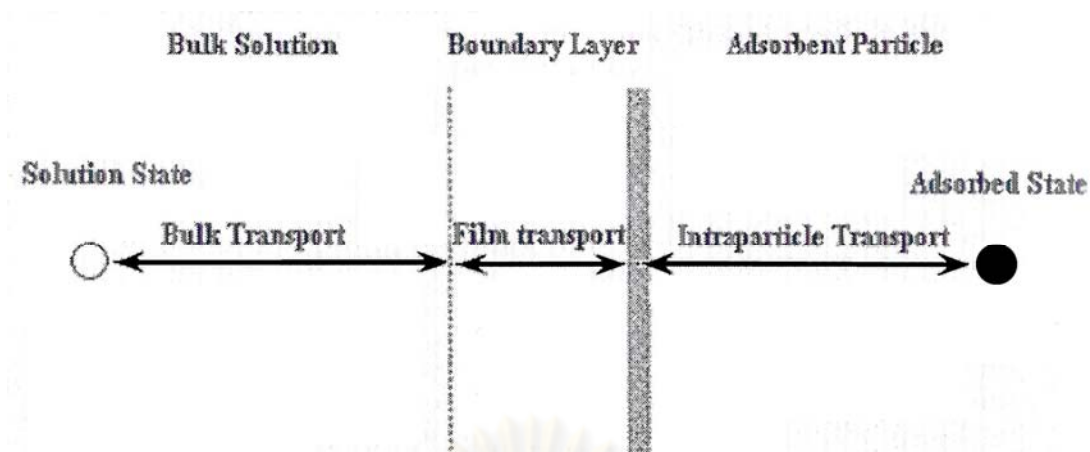 Bulk Solution Boundary Layer Adsorbent Particle
Solution State
Adsorbed State
Bulk Transport Film transport Intraparticle Transport